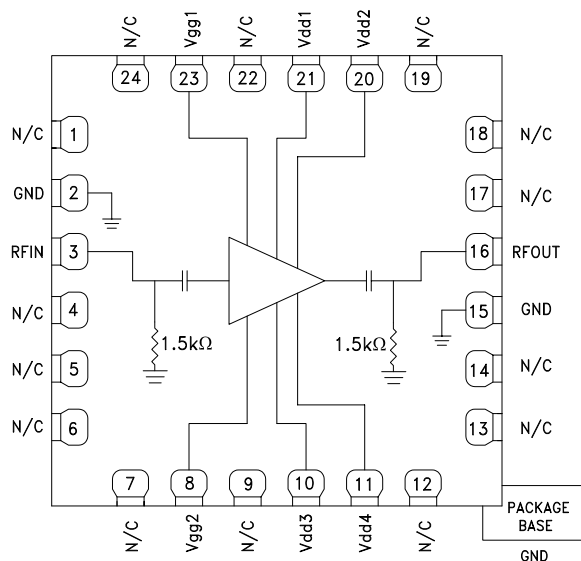 N/C Vgg1 N/C Vdd1 Vdd2 N/C
24 23 22 21 20 19
N/C 1 18 N/C
17 N/C
GND 2
RFIN 3 16 RFOUT
N/C 4 15 GND
1.5kΩ 1.5kΩ
N/C 5 14 N/C
N/C 6 13 N/C
7 8 9 10 11 12
N/C Vgg2 N/C Vdd3 Vdd4 N/C
PACKAGE
BASE
GND